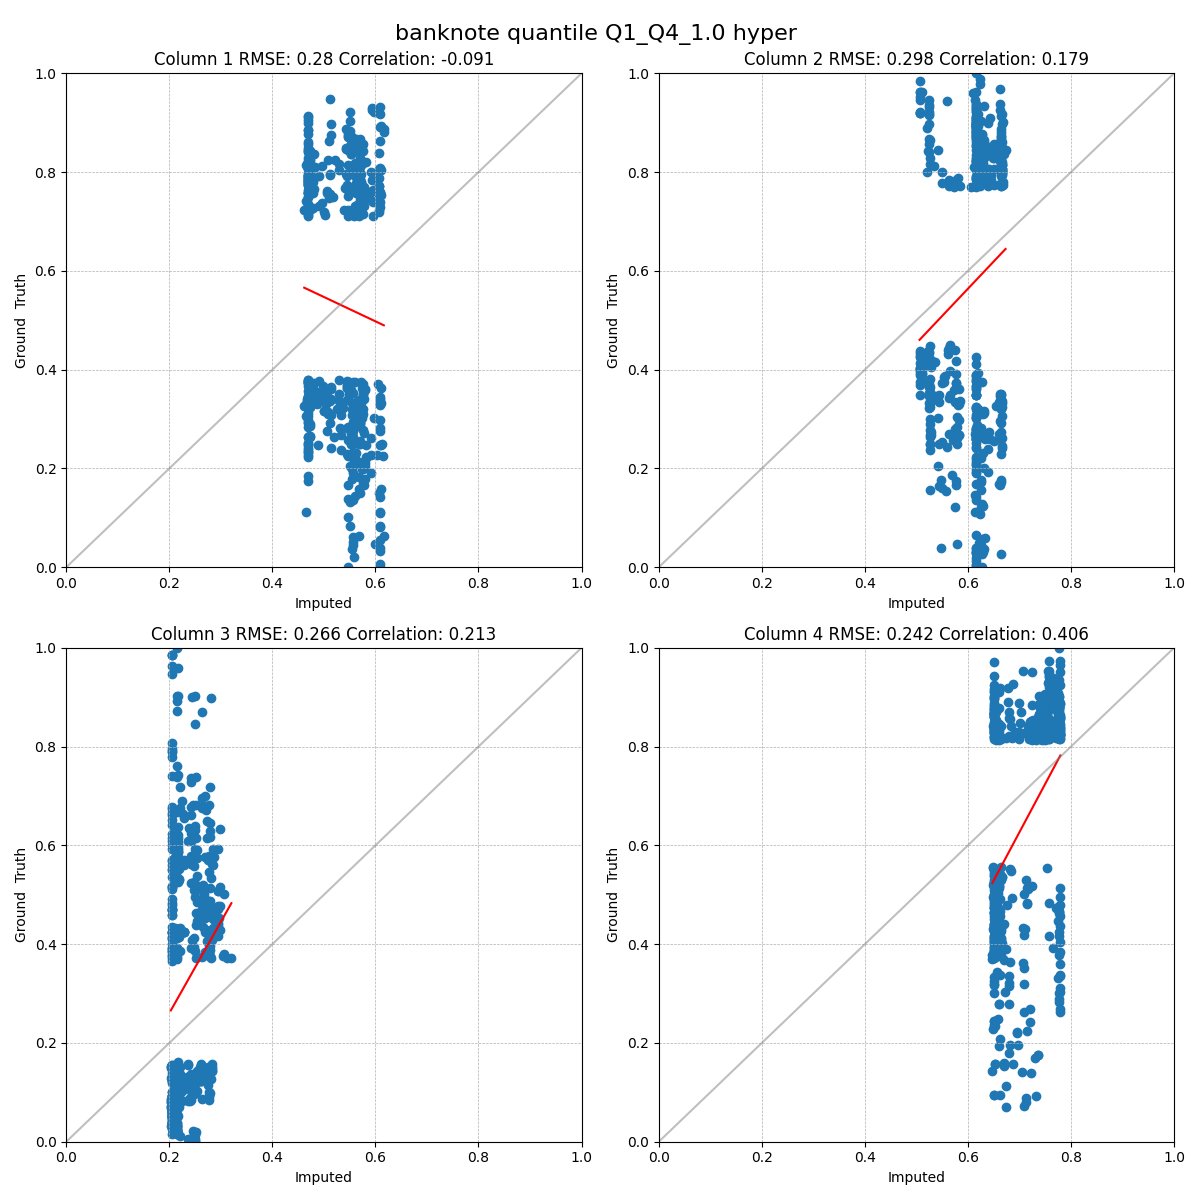 banknote quantile Q1_Q4_1.0 hyper
Column 1 RMSE: 0.28 Correlation: -0.091
1.0
0.8
0.6
0.4
0.2
0.0
Ground  Truth
0.0 0.2 0.4 0.6 0.8 1.0
Imputed
Column 2 RMSE: 0.298 Correlation: 0.179
1.0
0.8
0.6
0.4
0.2
0.0
Ground  Truth
0.0 0.2 0.4 0.6 0.8 1.0
Imputed
Column 3 RMSE: 0.266 Correlation: 0.213
1.0
0.8
0.6
0.4
0.2
0.0
Ground  Truth
0.0 0.2 0.4 0.6 0.8 1.0
Imputed
Column 4 RMSE: 0.242 Correlation: 0.406
1.0
0.8
0.6
0.4
0.2
0.0
Ground  Truth
0.0 0.2 0.4 0.6 0.8 1.0
Imputed